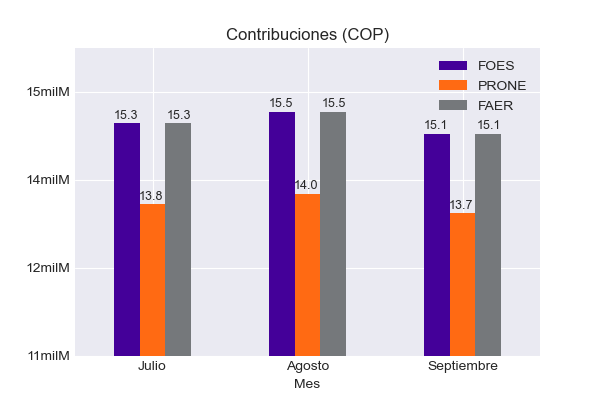 Contribuciones (COP)
FOES
PRONE
FAER
15milM
14milM
12milM
11milM
15.3
13.8
15.3
15.5
14.0
15.5
15.1
13.7
15.1
Julio
Agosto
Septiembre
Mes